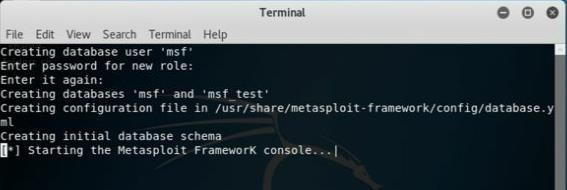 Terminal
File Edit View Search Terminal Help
Creating database user 'msf'
Enter password for new role:
Enter it again:
Creating databases 'msf' and 'msf_test'
Creating configuration file in /usr/share/metasploit-framework/config/database.y
ml
Creating initial database schema
[*] Starting the Metasploit FrameworK console...|